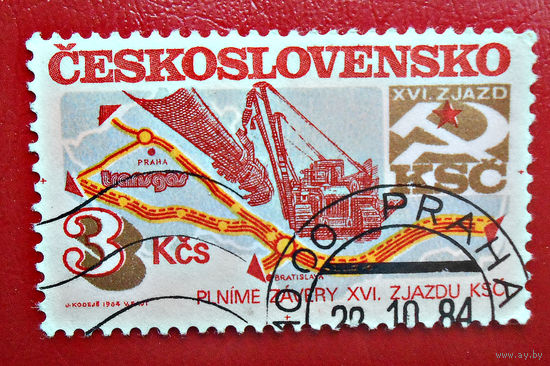 ČESKOSLOVENSKO
XVI. ZJAZD
KSČ
PRAHA
transgas
3 Kčs
BRATISLAVA
PLNÍME ZÁVERY XVI. ZJAZDU KSČ
PRAHA
22.10.84
www.ay.by